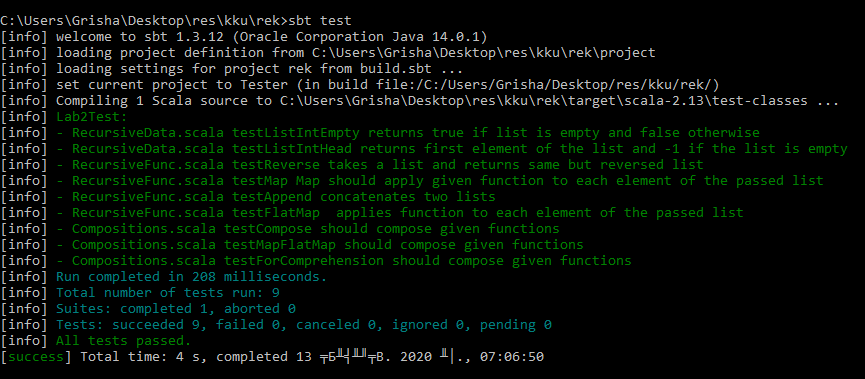 C:\Users\Grisha\Desktop\res\kku\rek>sbt test
[info] welcome to sbt 1.3.12 (Oracle Corporation Java 14.0.1)
[info] loading project definition from C:\Users\Grisha\Desktop\res\kku\rek\project
[info] loading settings for project rek from build.sbt ...
[info] set current project to Tester (in build file:/C:/Users/Grisha/Desktop/res/kku/rek/)
[info] Compiling 1 Scala source to C:\Users\Grisha\Desktop\res\kku\rek\target\scala-2.13\test-classes ...
[info] Lab2Test:
[info] - RecursiveData.scala testListIntEmpty returns true if list is empty and false otherwise
[info] - RecursiveData.scala testListIntHead returns first element of the list and -1 if the list is empty
[info] - RecursiveFunc.scala testReverse takes a list and returns same but reversed list
[info] - RecursiveFunc.scala testMap Map should apply given function to each element of the passed list
[info] - RecursiveFunc.scala testAppend concatenates two lists
[info] - RecursiveFunc.scala testFlatMap  applies function to each element of the passed list
[info] - Compositions.scala testCompose should compose given functions
[info] - Compositions.scala testMapFlatMap should compose given functions
[info] - Compositions.scala testForComprehension should compose given functions
[info] Run completed in 208 milliseconds.
[info] Total number of tests run: 9
[info] Suites: completed 1, aborted 0
[info] Tests: succeeded 9, failed 0, canceled 0, ignored 0, pending 0
[info] All tests passed.
[success] Total time: 4 s, completed 13 ╤Б╨╡╨╨╤В. 2020 ╨│., 07:06:50